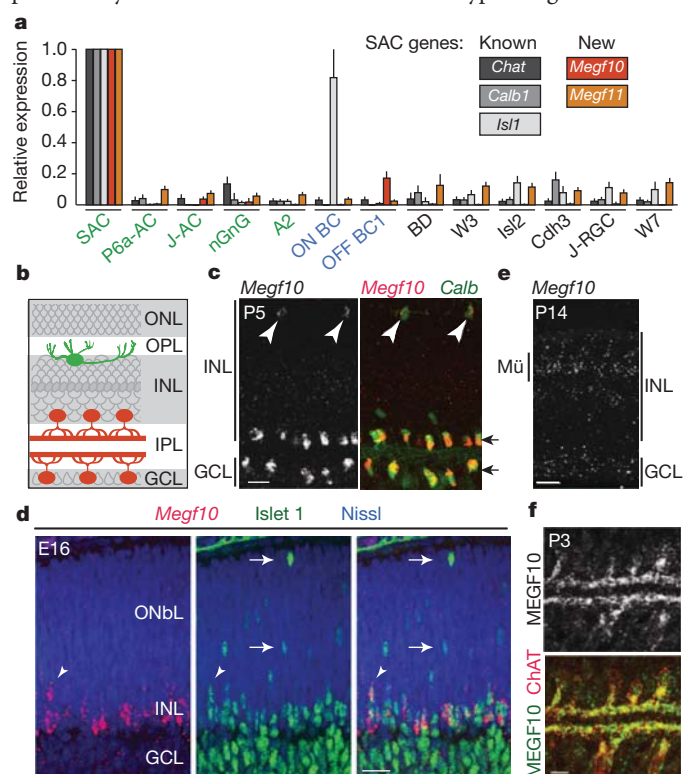 a
Relative expression
1.0
0.8
0.6
0.4
0.2
0
SAC genes:
Known
New
Chat
Megf10
Calb1
Megf11
Isl1
SAC
P6a-AC
J-AC
nGnG
A2
ON BC
OFF BC1
BD
W3
Isl2
Cdh3
J-RGC
W7
b
ONL
OPL
INL
IPL
GCL
c
Megf10
Megf10
Calb
P5
INL
GCL
e
Megf10
P14
Mü
INL
GCL
d
Megf10
Islet 1
Nissl
E16
ONbL
INL
GCL
f
P3
MEGF10
MEGF10 ChAT